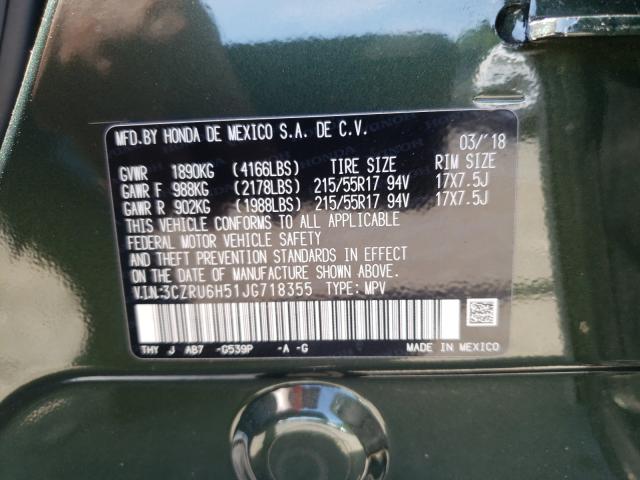 MFD.BY HONDA DE MEXICO S.A. DE C.V.
03/'18
GVWR 1890KG (4166LBS) TIRE SIZE RIM SIZE
GAWR F 988KG (2178LBS) 215/55R17 94V 17X7.5J
GAWR R 902KG (1988LBS) 215/55R17 94V 17X7.5J
THIS VEHICLE CONFORMS TO ALL APPLICABLE
FEDERAL MOTOR VEHICLE SAFETY
AND THEFT PREVENTION STANDARDS IN EFFECT
ON THE DATE OF MANUFACTURE SHOWN ABOVE.
V.I.N:3CZRU6H51JG718355 TYPE: MPV
THY J AB7 -G539P -A -G MADE IN MEXICO